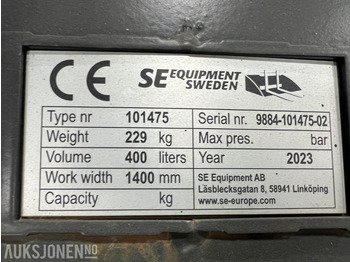 CE SE EQUIPMENT SWEDEN
Type nr 101475 Serial nr. 9884-101475-02
Weight 229 kg Max pres. bar
Volume 400 liters Year 2023
Work width 1400 mm SE Equipment AB
Läsblecksgatan 8, 58941 Linköping
Capacity kg www.se-europe.com
AUKSJONEN.NO